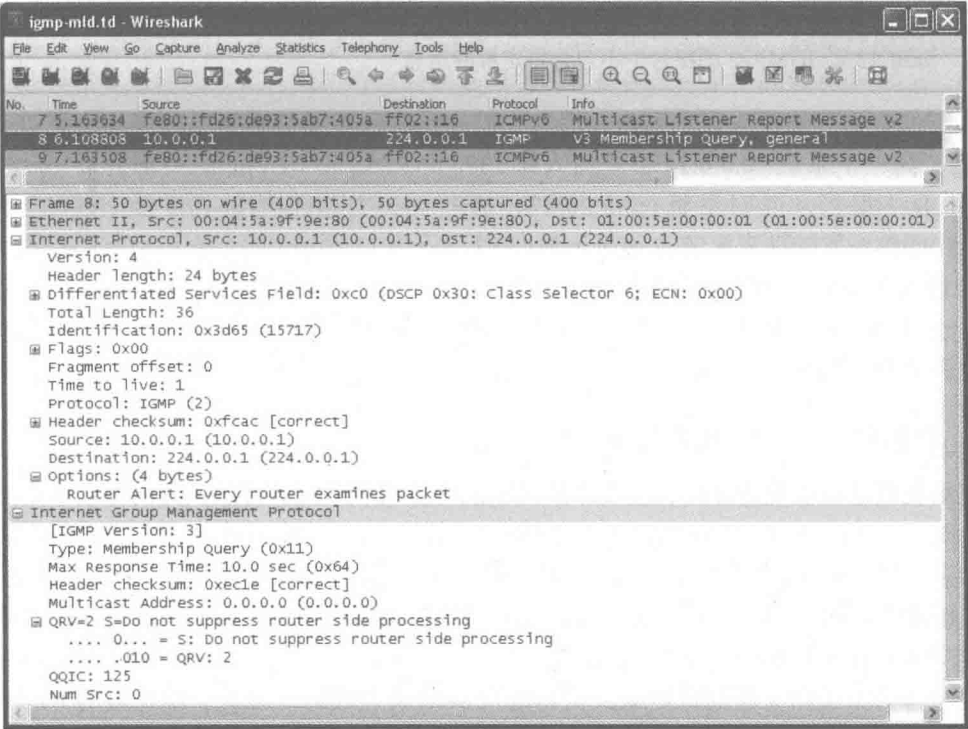 igmp-mld.td - Wireshark
File Edit View Go Capture Analyze Statistics Telephony Tools Help
No. Time Source Destination Protocol Info
7 5.163634 fe80::fd26:de93:5ab7:405a ff02::16 ICMPv6 Multicast Listener Report Message v2
8 6.108808 10.0.0.1 224.0.0.1 IGMP V3 Membership Query, general
9 7.163508 fe80::fd26:de93:5ab7:405a ff02::16 ICMPv6 Multicast Listener Report Message v2
Frame 8: 50 bytes on wire (400 bits), 50 bytes captured (400 bits)
Ethernet II, Src: 00:04:5a:9f:9e:80 (00:04:5a:9f:9e:80), Dst: 01:00:5e:00:00:01 (01:00:5e:00:00:01)
Internet Protocol, Src: 10.0.0.1 (10.0.0.1), Dst: 224.0.0.1 (224.0.0.1)
Version: 4
Header length: 24 bytes
Differentiated Services Field: 0xc0 (DSCP 0x30: Class Selector 6; ECN: 0x00)
Total Length: 36
Identification: 0x3d65 (15717)
Flags: 0x00
Fragment offset: 0
Time to live: 1
Protocol: IGMP (2)
Header checksum: 0xfcac [correct]
Source: 10.0.0.1 (10.0.0.1)
Destination: 224.0.0.1 (224.0.0.1)
Options: (4 bytes)
Router Alert: Every router examines packet
Internet Group Management Protocol
[IGMP Version: 3]
Type: Membership Query (0x11)
Max Response Time: 10.0 sec (0x64)
Header checksum: 0xec1e [correct]
Multicast Address: 0.0.0.0 (0.0.0.0)
QRV=2 S=Do not suppress router side processing
.... 0... = S: Do not suppress router side processing
.... .010 = QRV: 2
QQIC: 125
Num Src: 0